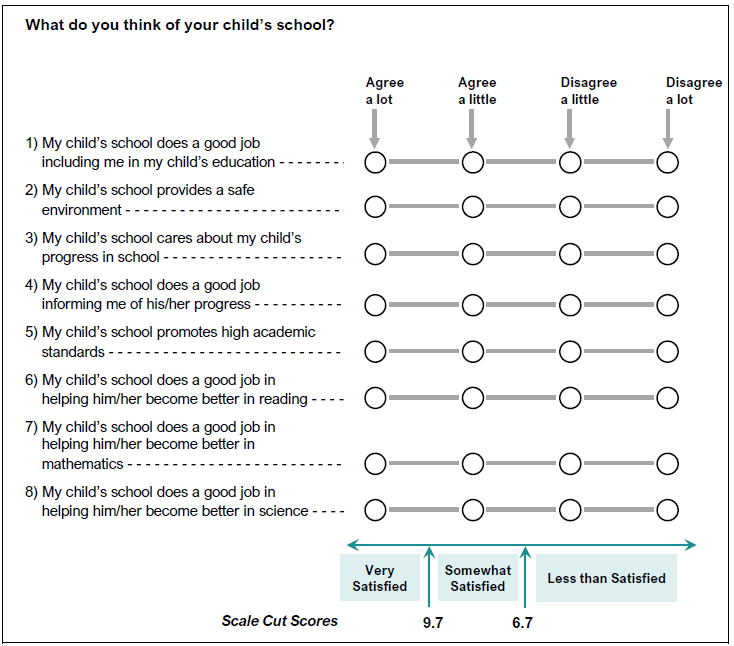 What do you think of your child's school?
Agree
a lot
Agree
a little
Disagree
a little
Disagree
a lot
1) My child's school does a good job
including me in my child's education - - - - - - - -
2) My child's school provides a safe
environment - - - - - - - - - - - - - - - - - - - - - - - - -
3) My child's school cares about my child's
progress in school - - - - - - - - - - - - - - - - - - - -
4) My child's school does a good job
informing me of his/her progress - - - - - - - - - -
5) My child's school promotes high academic
standards - - - - - - - - - - - - - - - - - - - - - - - - - - -
6) My child's school does a good job in
helping him/her become better in reading - - - -
7) My child's school does a good job in
helping him/her become better in
mathematics - - - - - - - - - - - - - - - - - - - - - - - - -
8) My child's school does a good job in
helping him/her become better in science - - - -
Very
Satisfied
Somewhat
Satisfied
Less than Satisfied
Scale Cut Scores 9.7 6.7